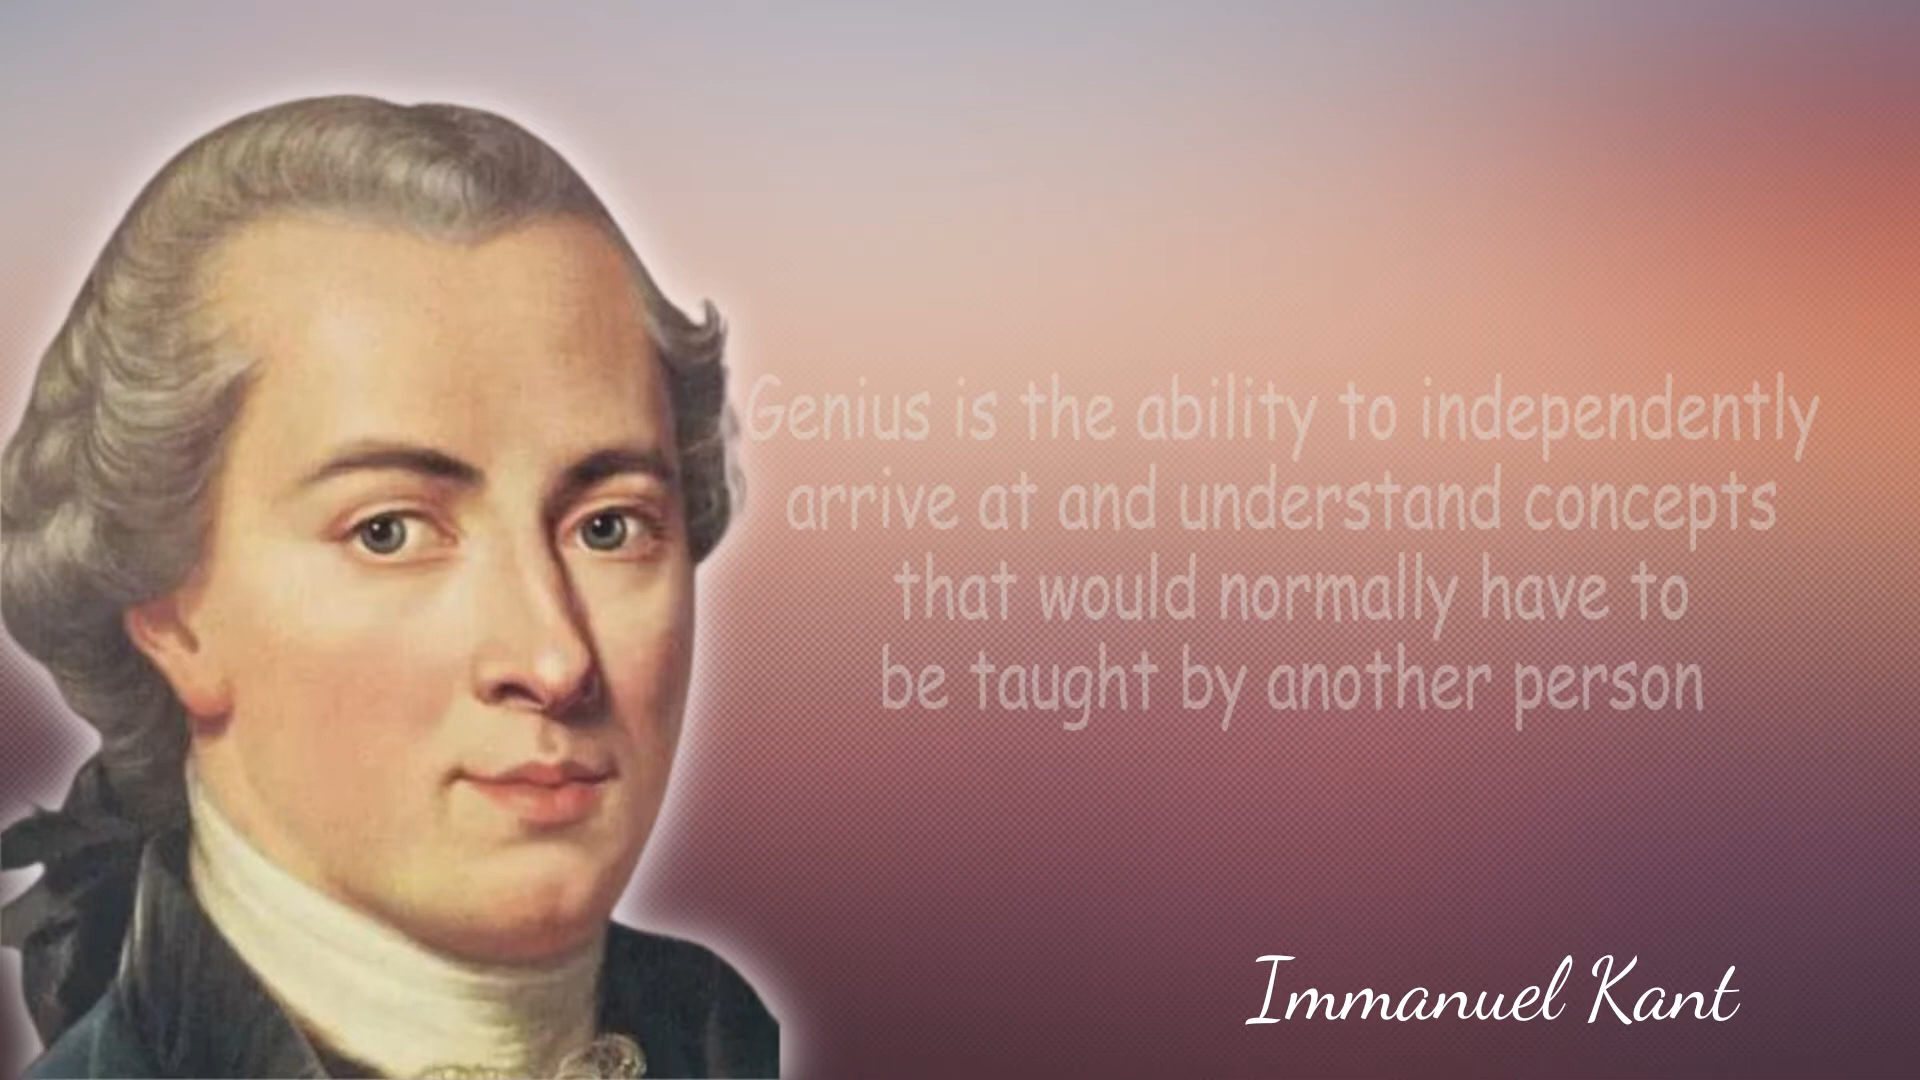 Genius is the ability to independently
arrive at and understand concepts
that would normally have to
be taught by another person
Immanuel Kant